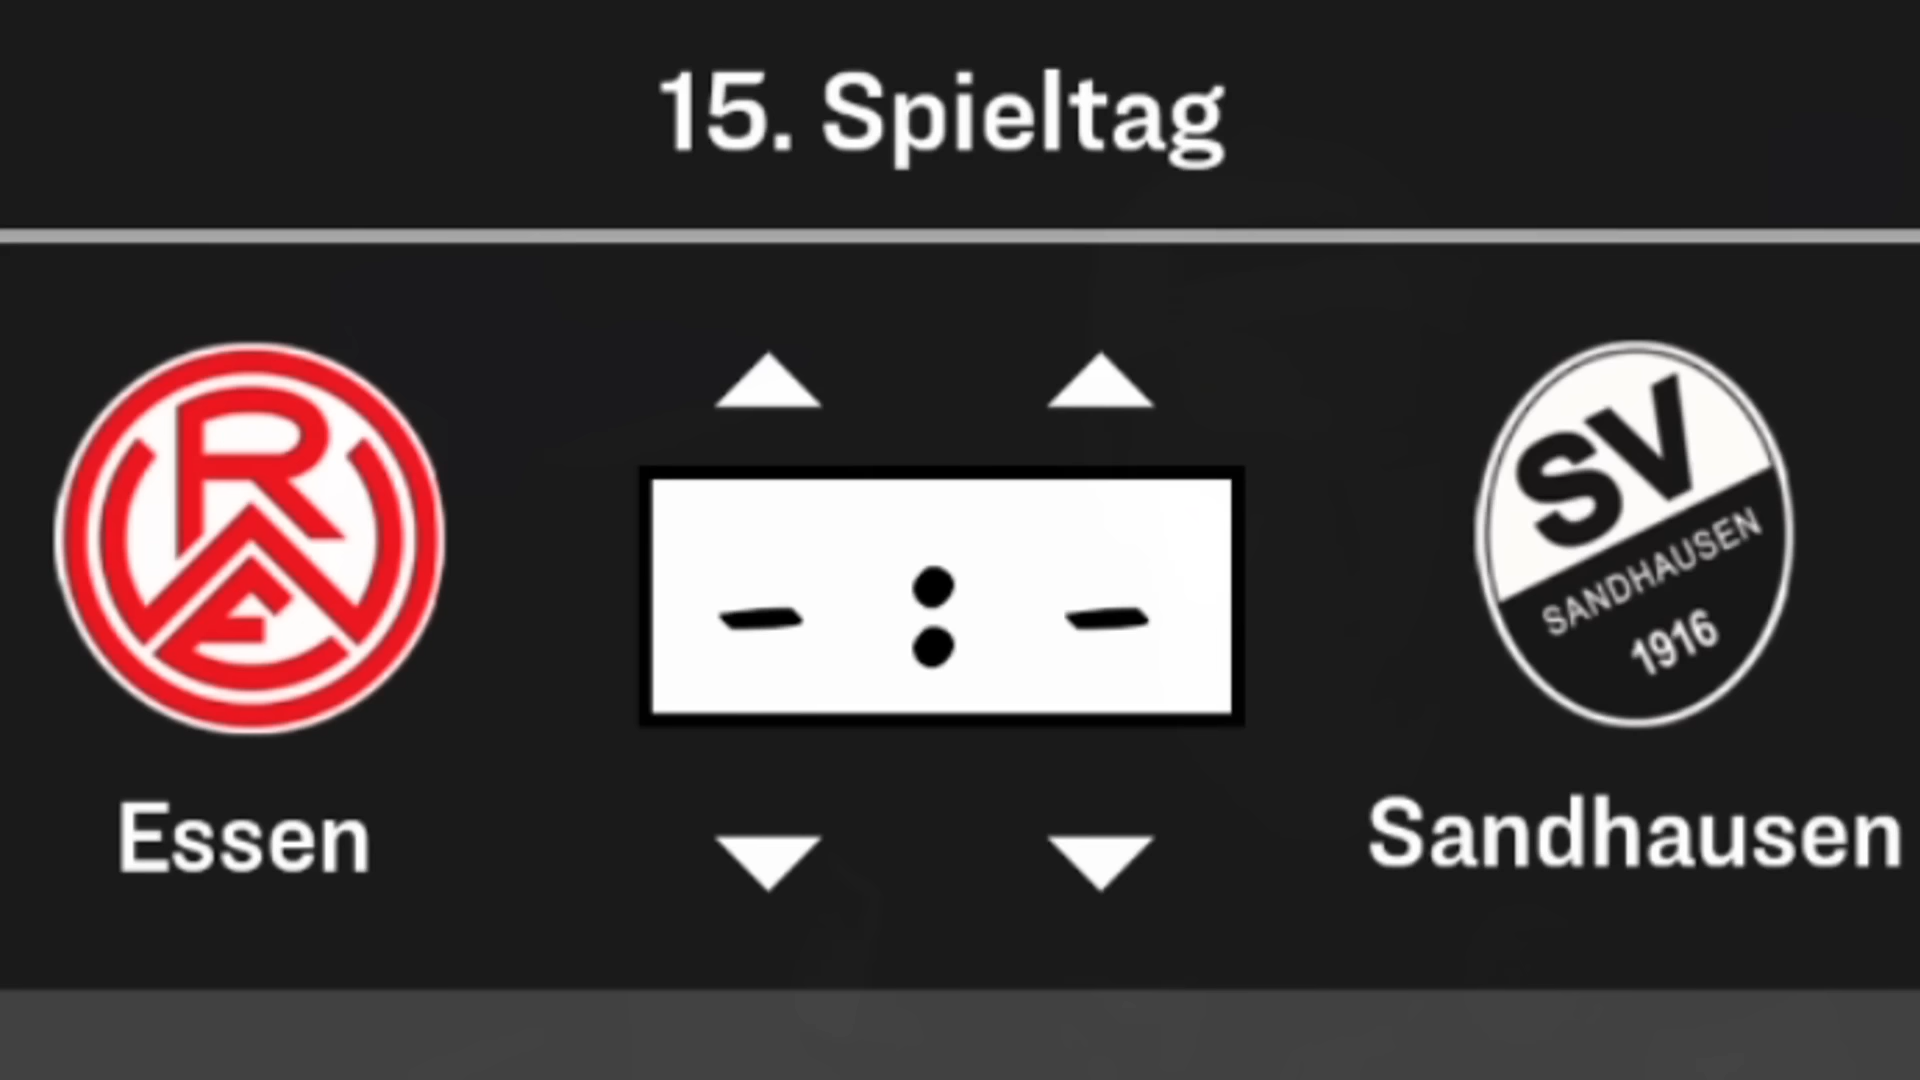 15. Spieltag
RWE
- : -
SV
SANDHAUSEN
1916
Essen
Sandhausen